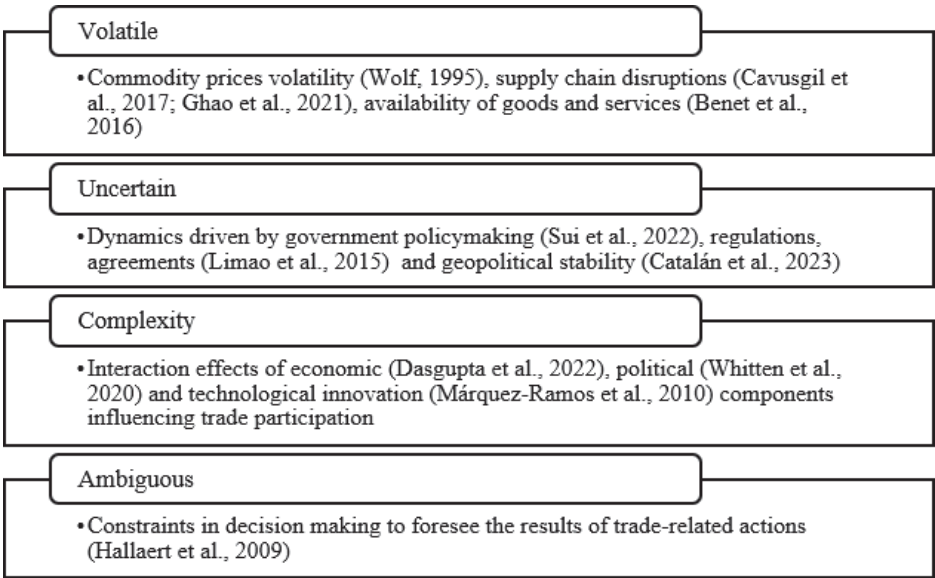 Volatile
•Commodity prices volatility (Wolf, 1995), supply chain disruptions (Cavusgil et
al., 2017; Ghao et al., 2021), availability of goods and services (Benet et al.,
2016)
Uncertain
•Dynamics driven by government policymaking (Sui et al., 2022), regulations,
agreements (Limao et al., 2015)  and geopolitical stability (Catalán et al., 2023)
Complexity
•Interaction effects of economic (Dasgupta et al., 2022), political (Whitten et al.,
2020) and technological innovation (Márquez-Ramos et al., 2010) components
influencing trade participation
Ambiguous
•Constraints in decision making to foresee the results of trade-related actions
(Hallaert et al., 2009)